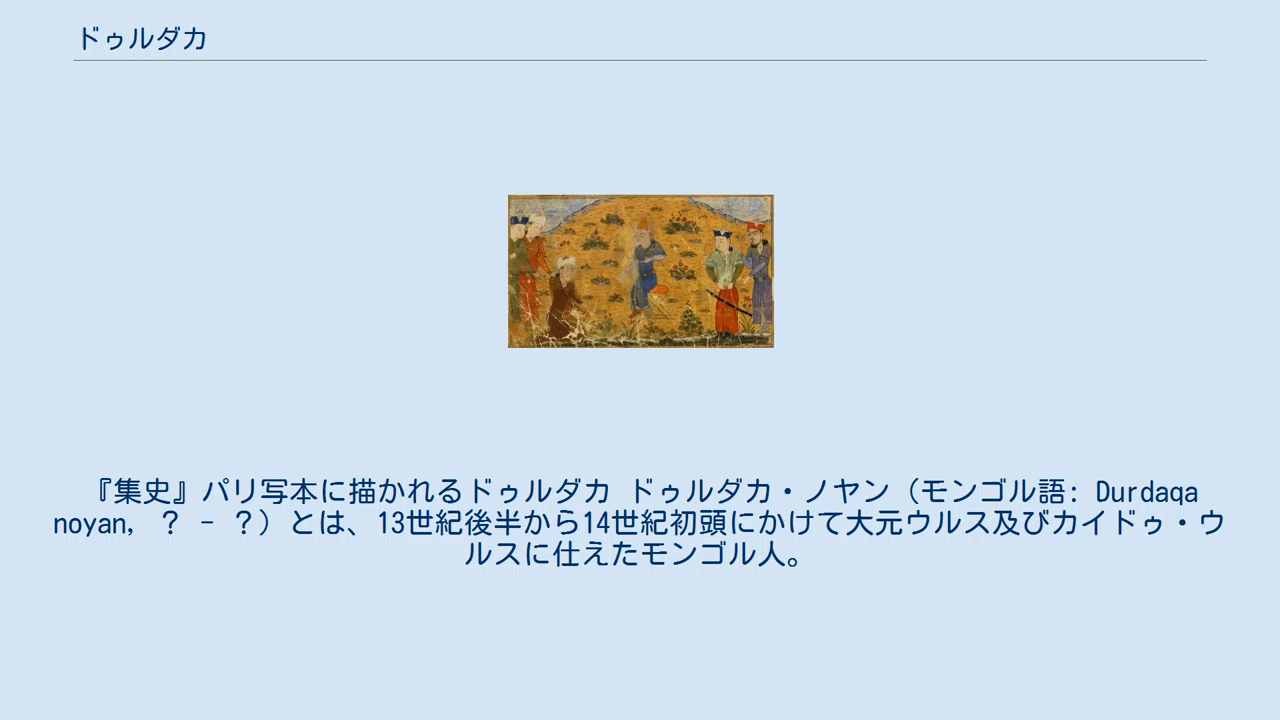 ドゥルダカ
『集史』パリ写本に描かれるドゥルダカ ドゥルダカ・ノヤン（モンゴル語: Durdaqa
noyan, ？ - ？）とは、13世紀後半から14世紀初頭にかけて大元ウルス及びカイドゥ・ウ
ルスに仕えたモンゴル人。